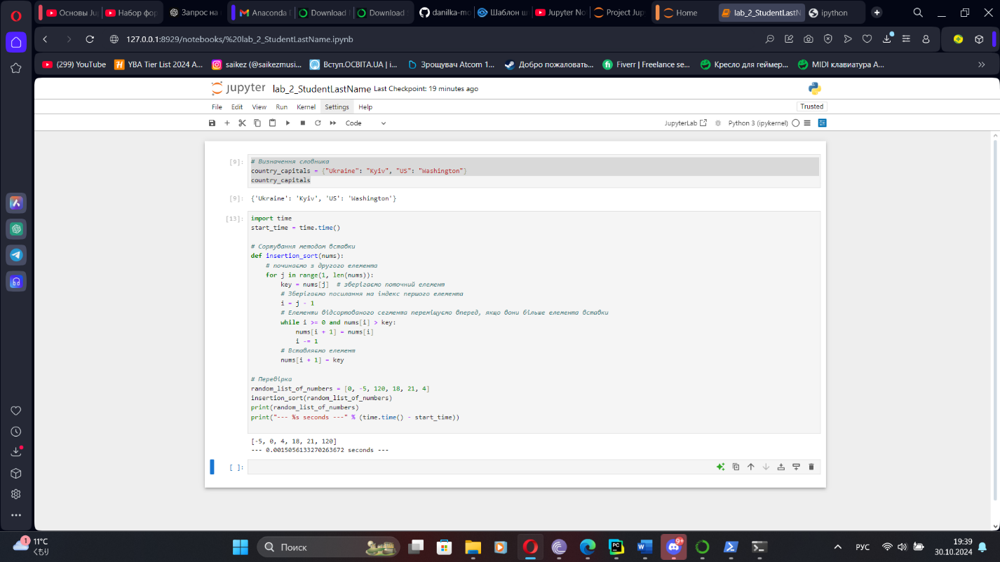 Основы Ju
Набор фор
Запрос на
Anaconda
Download
Download
danilka-mo
Шаблон ш
Jupyter No
Project Jup
Home
lab_2_StudentLastN
ipython
127.0.0.1:8929/notebooks/%20lab_2_StudentLastName.ipynb
(299) YouTube
YBA Tier List 2024 A...
saikez (@saikezmusi...
Вступ.ОСВІТА.UA | i...
Зрощувач Atcom 1...
Добро пожаловать...
Fiverr | Freelance se...
Кресло для геймер...
MIDI клавиатура A...
jupyter lab_2_StudentLastName Last Checkpoint: 19 minutes ago
File Edit View Run Kernel Settings Help
Trusted
Code
JupyterLab
Python 3 (ipykernel)
[9]:
# Визначення словника
country_capitals = {"Ukraine": "Kyiv", "US": "Washington"}
country_capitals
[9]:
{'Ukraine': 'Kyiv', 'US': 'Washington'}
[13]:
import time
start_time = time.time()
# Сортування методом вставки
def insertion_sort(nums):
# починаємо з другого елемента
for j in range(1, len(nums)):
key = nums[j] # зберігаємо поточний елемент
# Зберігаємо посилання на індекс першого елемента
i = j - 1
# Елементи відсортованого сегмента переміщуємо вперед, якщо вони більше елемента вставки
while i >= 0 and nums[i] > key:
nums[i + 1] = nums[i]
i -= 1
# Вставляємо елемент
nums[i + 1] = key
# Перевірка
random_list_of_numbers = [0, -5, 120, 18, 21, 4]
insertion_sort(random_list_of_numbers)
print(random_list_of_numbers)
print("--- %s seconds ---" % (time.time() - start_time))
[-5, 0, 4, 18, 21, 120]
--- 0.0015056133270263672 seconds ---
[ ]:
1
11°C
くもり
Поиск
PC
9+
РУС
19:39
30.10.2024